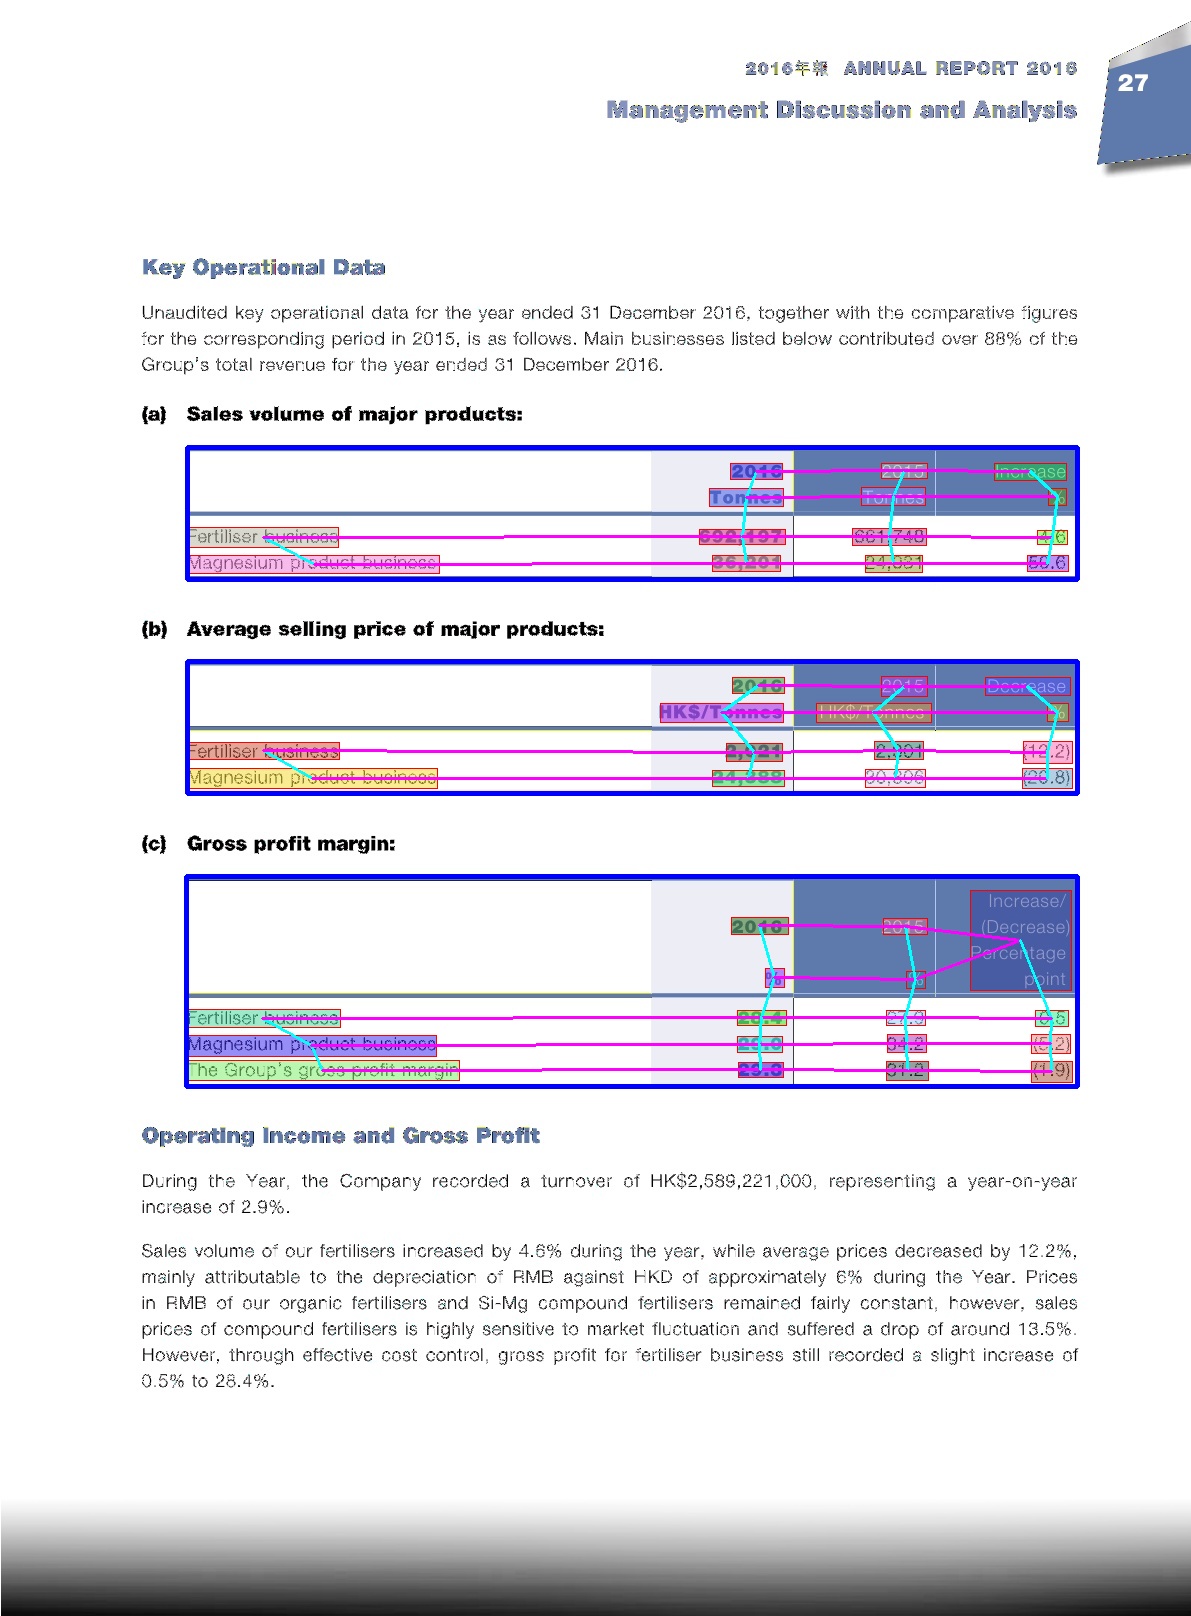 2016年報 ANNUAL REPORT 2016
27
Management Discussion and Analysis
Key Operational Data
Unaudited key operational data for the year ended 31 December 2016, together with the comparative figures
for the corresponding period in 2015, is as follows. Main businesses listed below contributed over 88% of the
Group's total revenue for the year ended 31 December 2016.
(a) Sales volume of major products:
2016 2015 Increase
Tonnes Tonnes %
Fertiliser business 692,197 661,748 4.6
Magnesium product business 36,201
(b) Average selling price of major products:
2016 2015 Decrease
HK$/Tonnes HK$/Tonnes %
Fertiliser business 2,021 2,301 (12.2)
Magnesium product business 24,388 30,806 (20.8)
(c) Gross profit margin:
Increase/
2016 2015 (Decrease)
Percentage
% % point
Fertiliser business 28.4 27.9 0.5
Magnesium product business 29.0 34.2 (5.2)
The Group's gross profit margin 29.3 31.2 (1.9)
Operating Income and Gross Profit
During the Year, the Company recorded a turnover of HK$2,589,221,000, representing a year-on-year
increase of 2.9%.
Sales volume of our fertilisers increased by 4.6% during the year, while average prices decreased by 12.2%,
mainly attributable to the depreciation of RMB against HKD of approximately 6% during the Year. Prices
in RMB of our organic fertilisers and Si-Mg compound fertilisers remained fairly constant, however, sales
prices of compound fertilisers is highly sensitive to market fluctuation and suffered a drop of around 13.5%.
However, through effective cost control, gross profit for fertiliser business still recorded a slight increase of
0.5% to 28.4%.